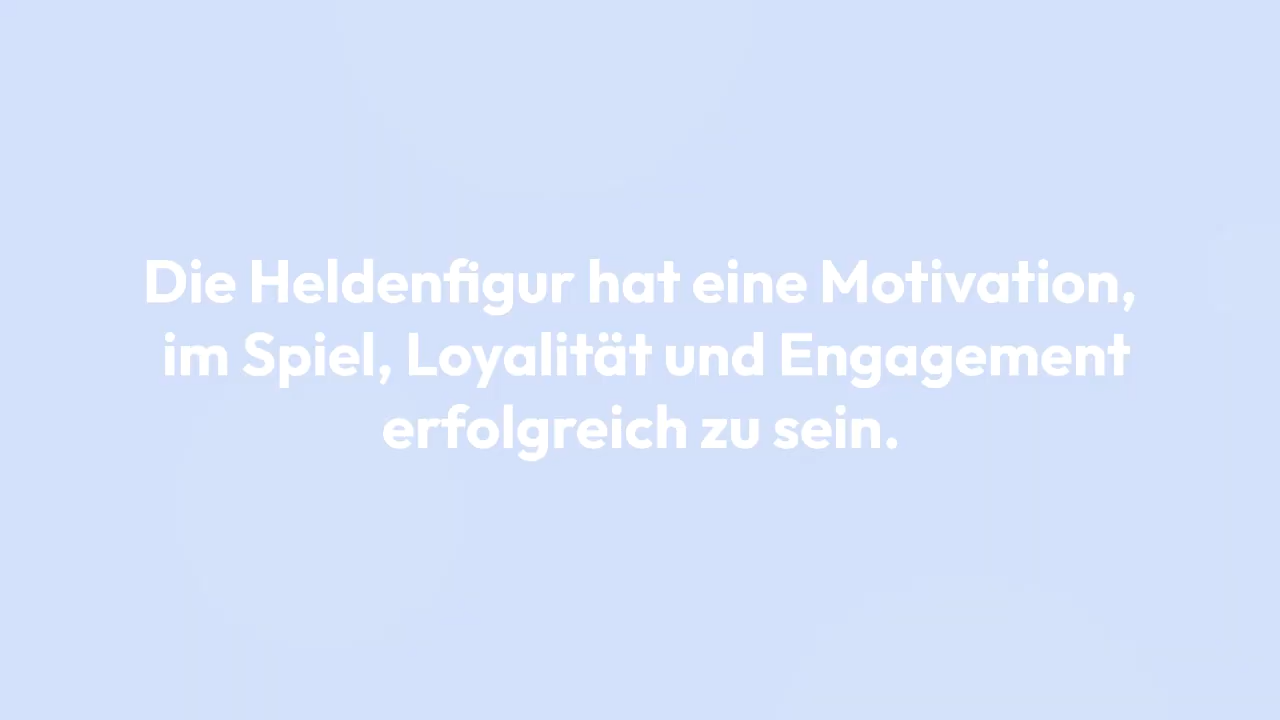 Die Heldenfigur hat eine Motivation,
im Spiel, Loyalität und Engagement
erfolgreich zu sein.